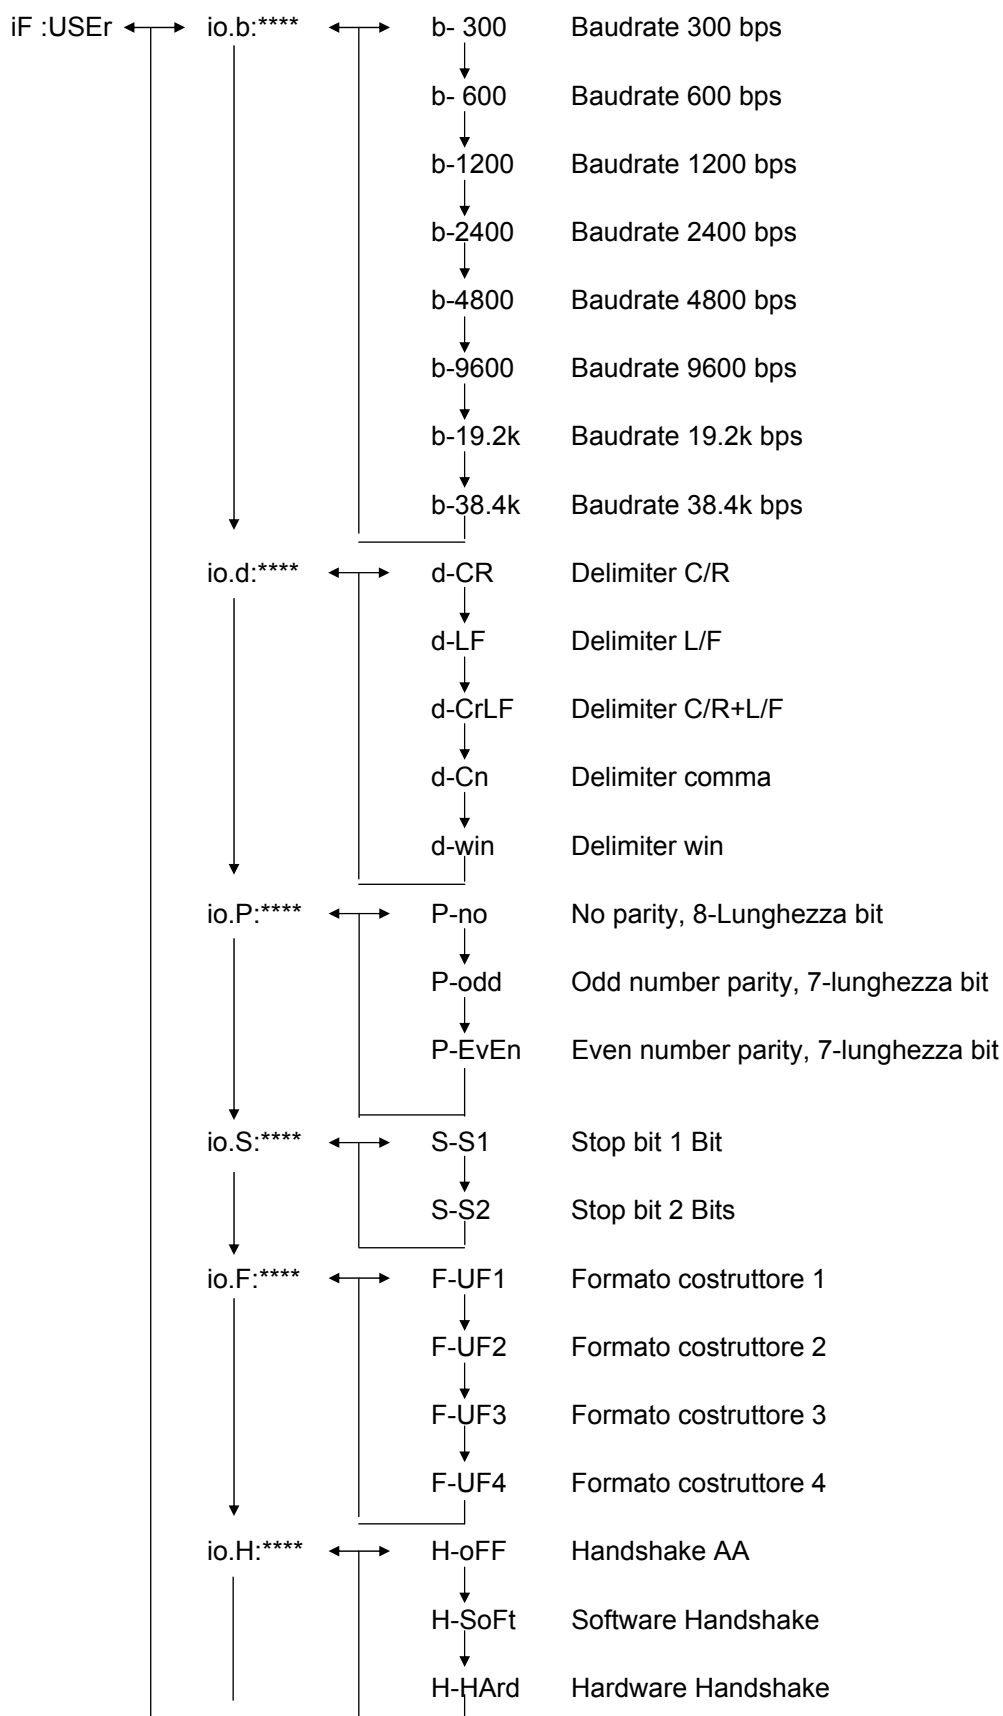 iF :USEr io.b:**** b- 300 Baudrate 300 bps
b- 600 Baudrate 600 bps
b-1200 Baudrate 1200 bps
b-2400 Baudrate 2400 bps
b-4800 Baudrate 4800 bps
b-9600 Baudrate 9600 bps
b-19.2k Baudrate 19.2k bps
b-38.4k Baudrate 38.4k bps
io.d:**** d-CR Delimiter C/R
d-LF Delimiter L/F
d-CrLF Delimiter C/R+L/F
d-Cn Delimiter comma
d-win Delimiter win
io.P:**** P-no No parity, 8-Lunghezza bit
P-odd Odd number parity, 7-lunghezza bit
P-EvEn Even number parity, 7-lunghezza bit
io.S:**** S-S1 Stop bit 1 Bit
S-S2 Stop bit 2 Bits
io.F:**** F-UF1 Formato costruttore 1
F-UF2 Formato costruttore 2
F-UF3 Formato costruttore 3
F-UF4 Formato costruttore 4
io.H:**** H-oFF Handshake AA
H-SoFt Software Handshake
H-HArd Hardware Handshake